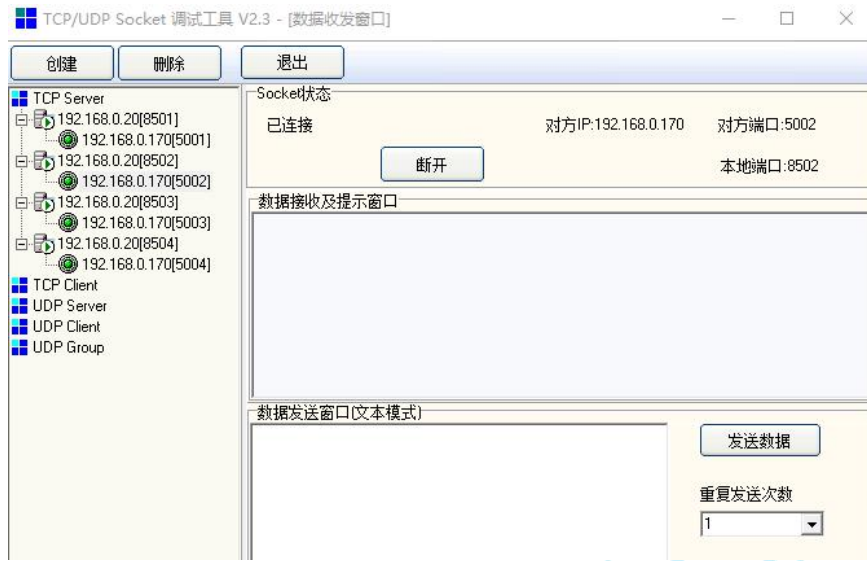 TCP/UDP Socket 调试工具 V2.3 - [数据收发窗口]
创建 删除 退出
TCP Server
192.168.0.20[8501]
192.168.0.170[5001]
192.168.0.20[8502]
192.168.0.170[5002]
192.168.0.20[8503]
192.168.0.170[5003]
192.168.0.20[8504]
192.168.0.170[5004]
TCP Client
UDP Server
UDP Client
UDP Group
Socket状态
已连接 对方IP:192.168.0.170 对方端口:5002
断开 本地端口:8502
数据接收及提示窗口
数据发送窗口(文本模式)
发送数据
重复发送次数
1